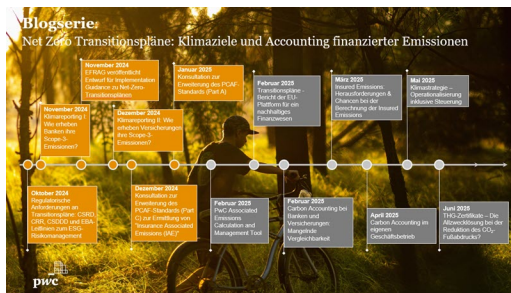 Blogserie
Net Zero Transitionspläne: Klimaziele und Accounting finanzierter Emissionen
November 2024
EFRAG veröffentlicht
Entwurf für Implementation
Guidance zu Net-Zero-
Transitionsplänen
Januar 2025
Konsultation zur
Erweiterung des PCAF-
Standards (Part A)
Februar 2025
Transitionspläne -
Bericht der EU-
Plattform für ein
nachhaltiges
Finanzwesen
März 2025
Insured Emissions
Herausforderungen &
Chancen bei der
Berechnung der Insured
Emissions
Mai 2025
Klimastrategie –
Operationalisierung
inklusive Steuerung
November 2024
Klimareporting I:
Wie erheben
Banken ihre
Scope-3-
Emissionen?
Dezember 2024
Klimareporting II: Wie
erheben Versicherungen
ihre Scope-3-
Emissionen?
Oktober 2024
Regulatorische
Anforderungen an
Transitionspläne: CSRD,
CRR, CSDDD und EBA-
Leitlinien zum ESG-
Risikomanagement
Dezember 2024
Konsultation zur
Erweiterung des
PCAF-Standards (Part
C) zur Ermittlung von
"Insurance Associated
Emissions (IAE)"
Februar 2025
PwC Associated
Emissions
Calculation and
Management Tool
Februar 2025
Carbon Accounting bei
Banken und
Versicherungen
Mangelnde
Vergleichbarkeit
April 2025
Carbon Accounting im
eigenen
Geschäftsbetrieb
Juni 2025
THG-Zertifikate – Die
Allzwecklösung bei der
Reduktion des CO₂-
Fußabdrucks?
pwc